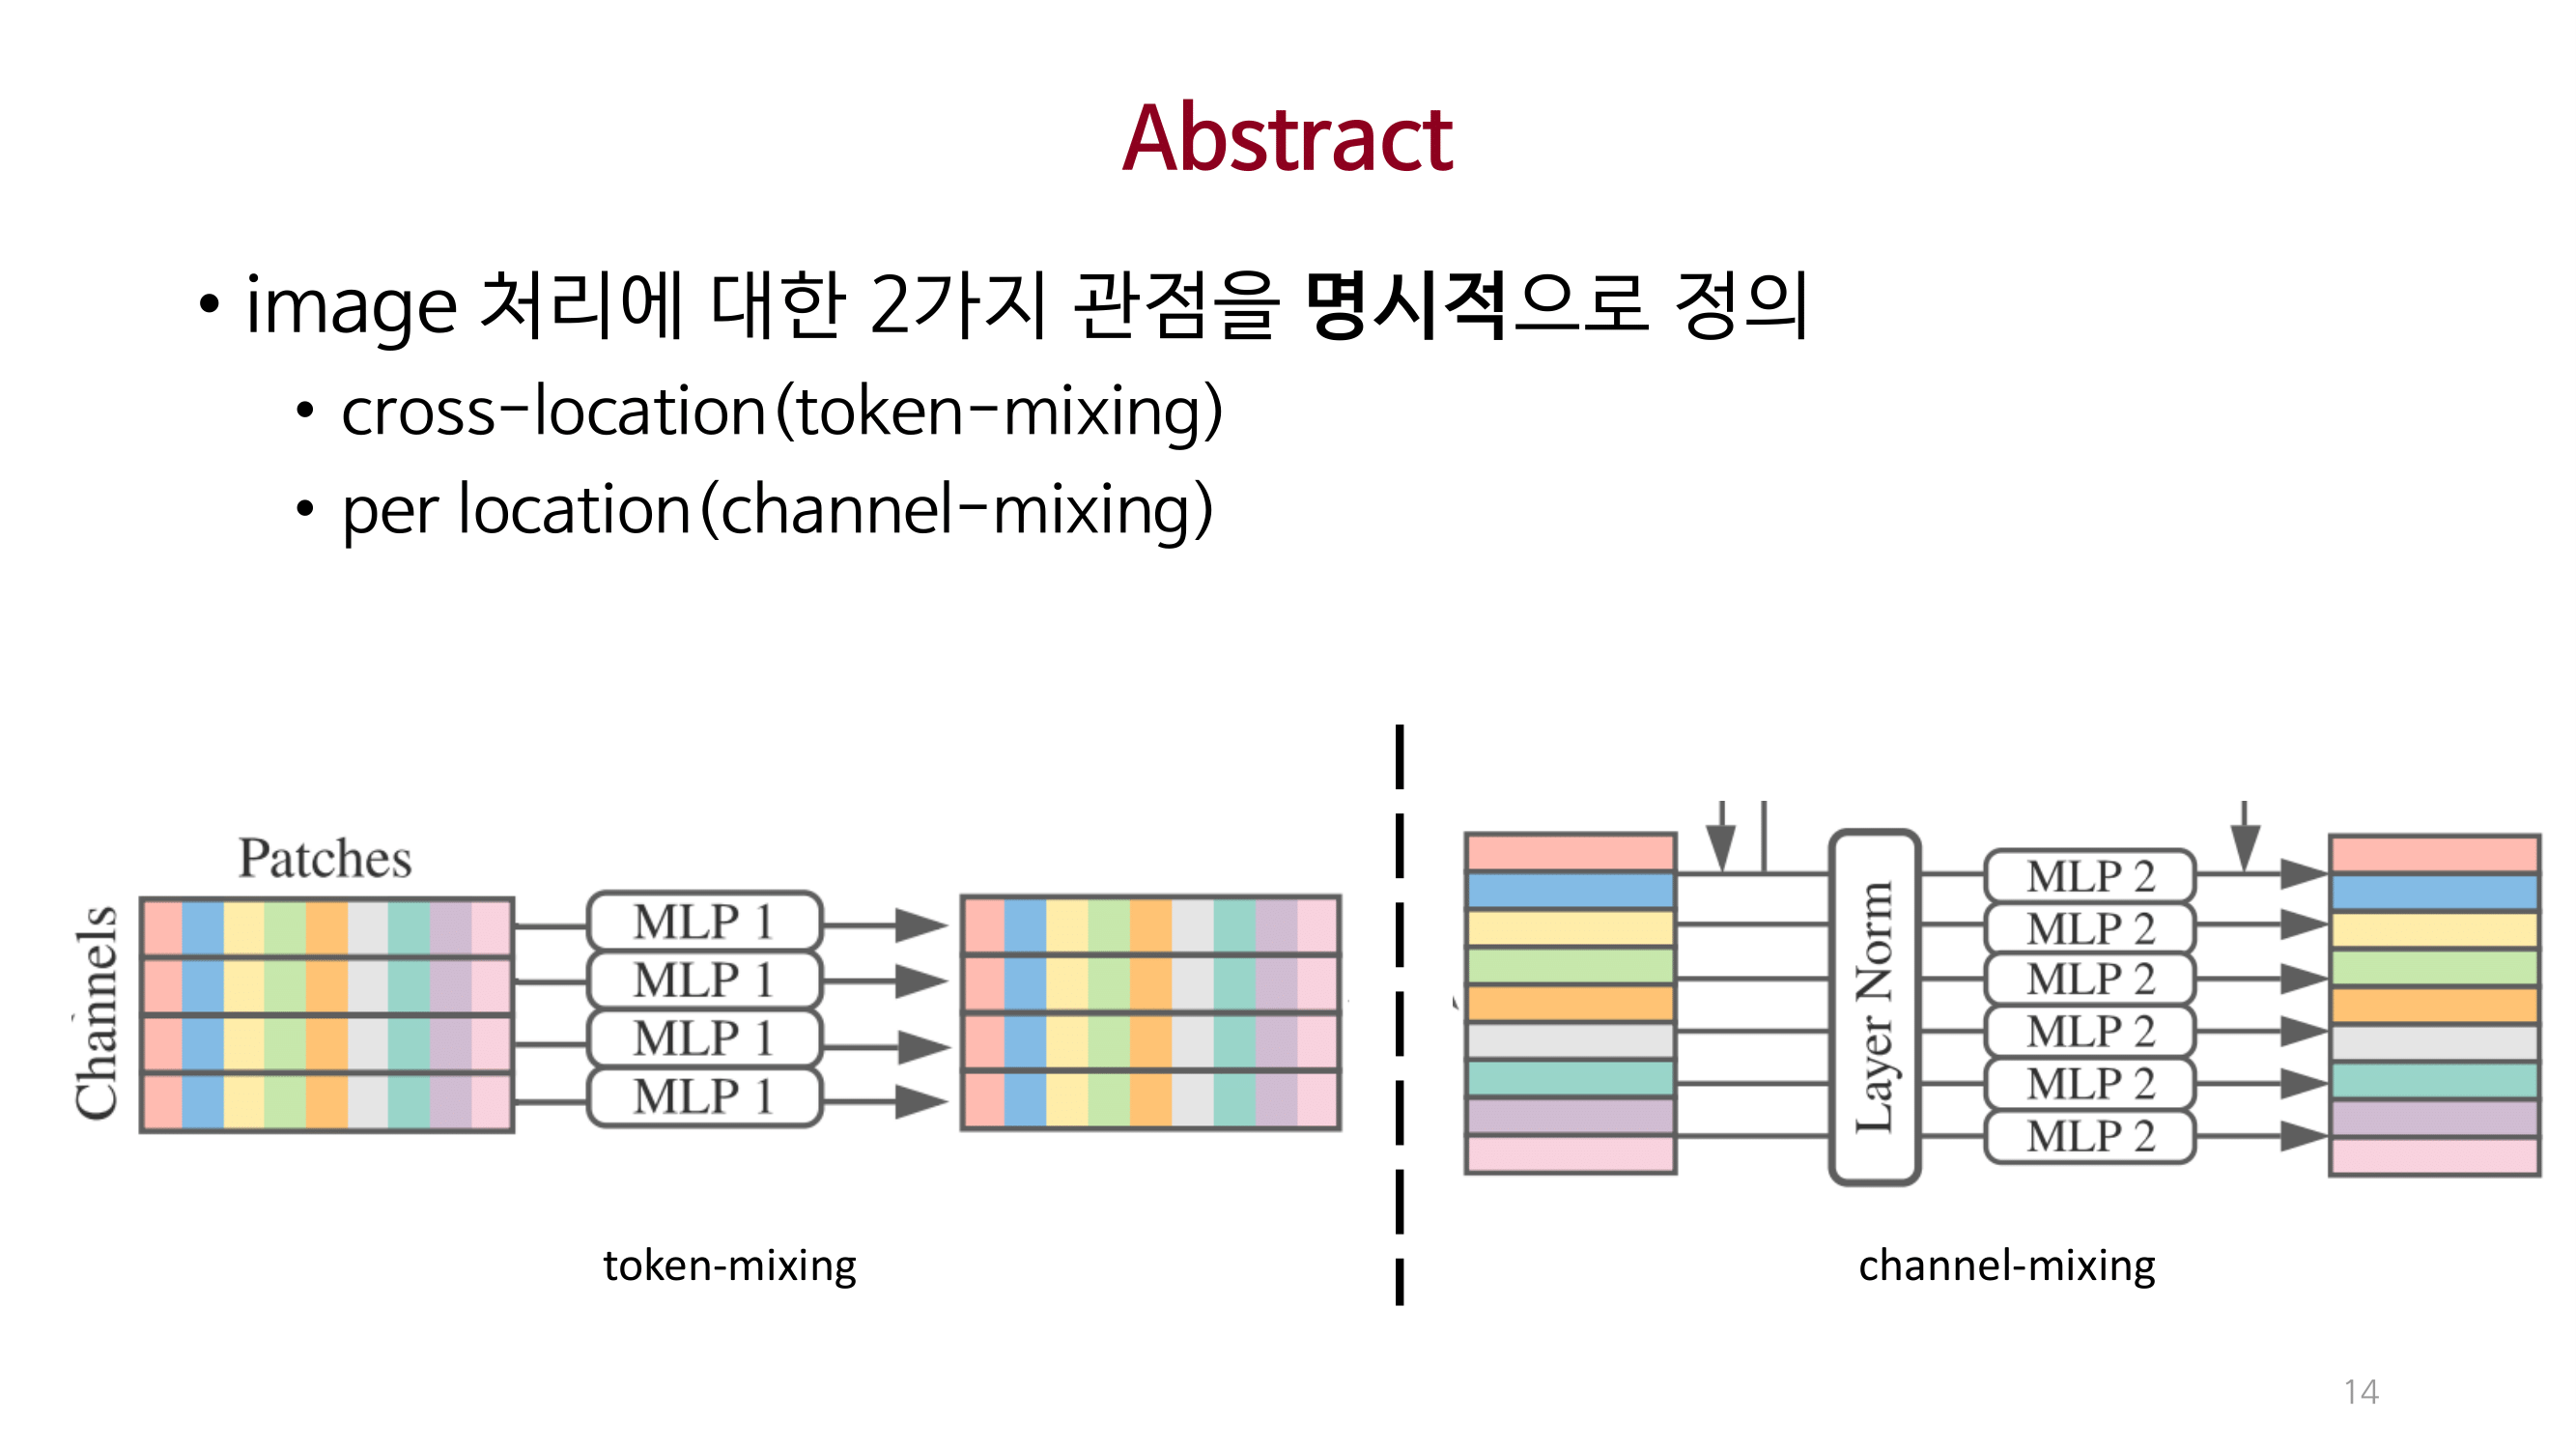 Abstract
• image 처리에 대한 2가지 관점을 명시적으로 정의
• cross-location(token-mixing)
• per location(channel-mixing)
Patches
Channels
MLP 1
MLP 1
MLP 1
MLP 1
token-mixing
Layer Norm
MLP 2
MLP 2
MLP 2
MLP 2
MLP 2
MLP 2
channel-mixing
14